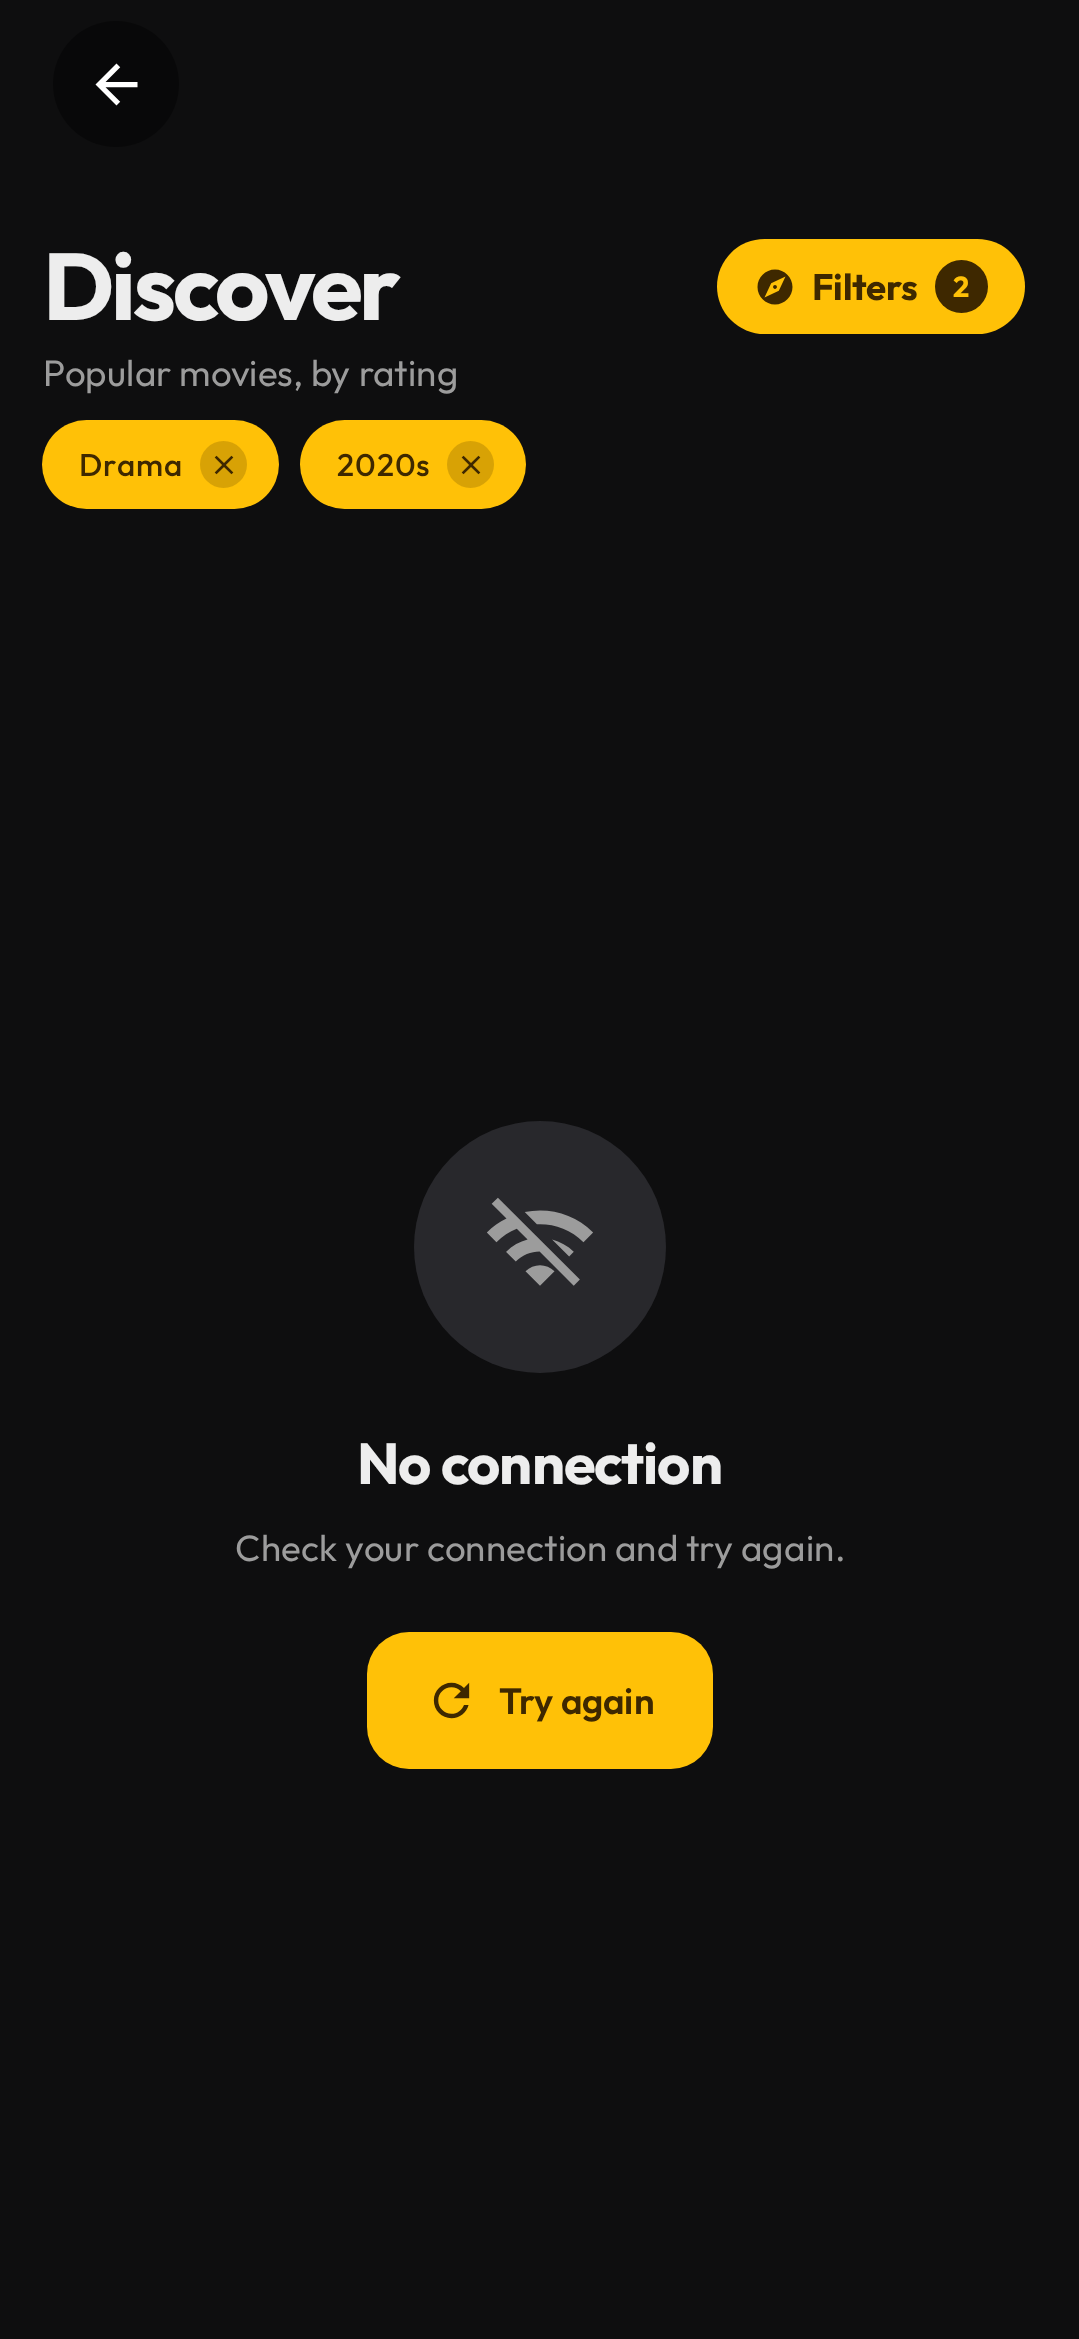 Discover
Filters 2
Popular movies, by rating
Drama
2020s
No connection
Check your connection and try again.
Try again